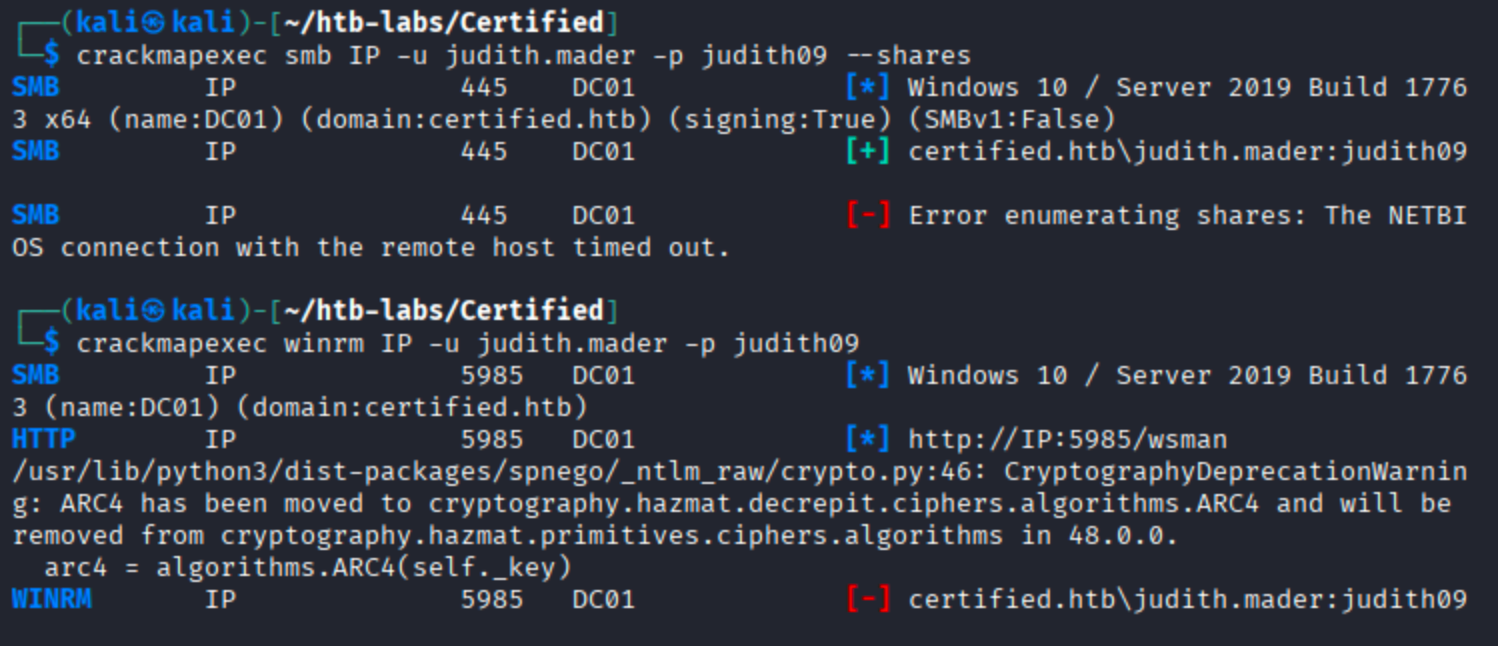 ┌──(kali㉿kali)-[~/htb-labs/Certified]
└─$ crackmapexec smb IP -u judith.mader -p judith09 --shares
SMB         IP              445    DC01             [*] Windows 10 / Server 2019 Build 1776
3 x64 (name:DC01) (domain:certified.htb) (signing:True) (SMBv1:False)
SMB         IP              445    DC01             [+] certified.htb\judith.mader:judith09
SMB         IP              445    DC01             [-] Error enumerating shares: The NETBI
OS connection with the remote host timed out.
┌──(kali㉿kali)-[~/htb-labs/Certified]
└─$ crackmapexec winrm IP -u judith.mader -p judith09
SMB         IP              5985   DC01             [*] Windows 10 / Server 2019 Build 1776
3 (name:DC01) (domain:certified.htb)
HTTP        IP              5985   DC01             [*] http://IP:5985/wsman
/usr/lib/python3/dist-packages/spnego/_ntlm_raw/crypto.py:46: CryptographyDeprecationWarnin
g: ARC4 has been moved to cryptography.hazmat.decrepit.ciphers.algorithms.ARC4 and will be
removed from cryptography.hazmat.primitives.ciphers.algorithms in 48.0.0.
  arc4 = algorithms.ARC4(self._key)
WINRM       IP              5985   DC01             [-] certified.htb\judith.mader:judith09